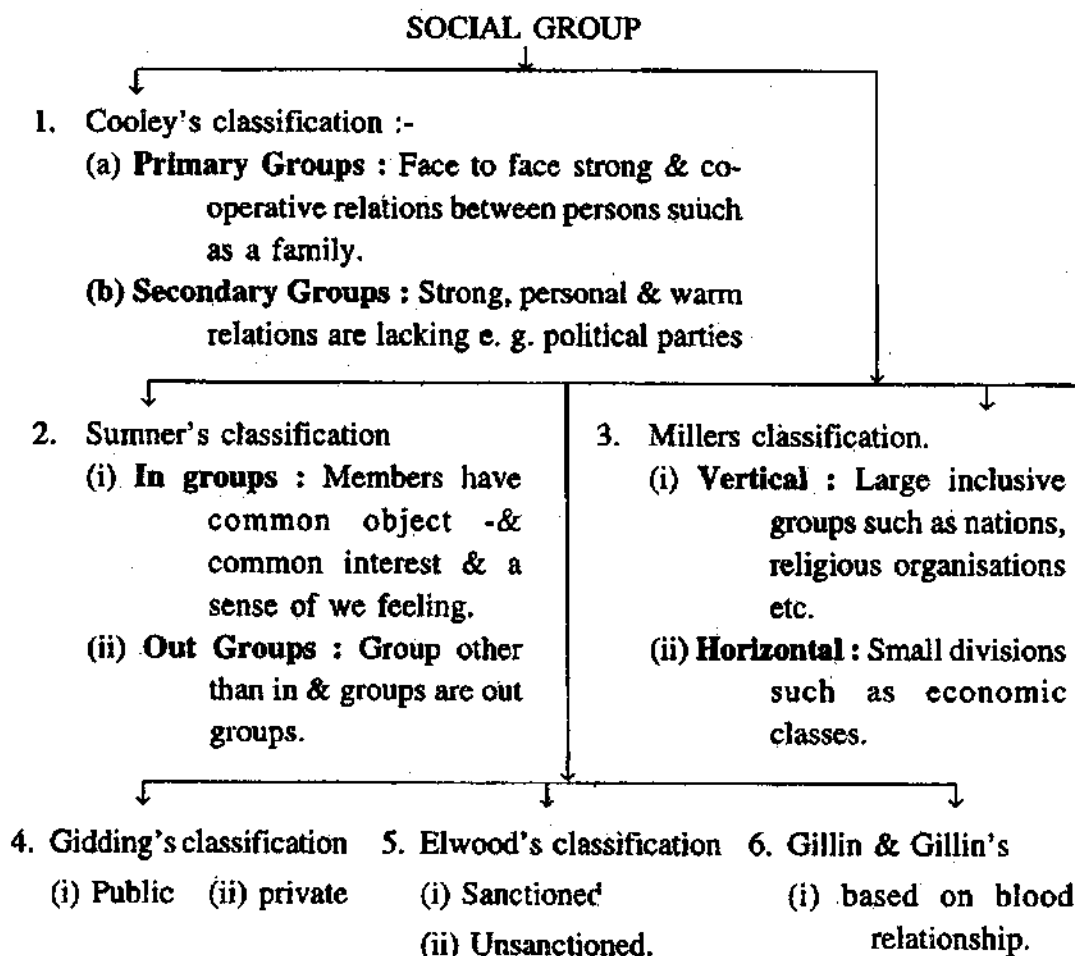 SOCIAL GROUP
1. Cooley's classification :-
(a) Primary Groups : Face to face strong & co-
operative relations between persons suuch
as a family.
(b) Secondary Groups : Strong, personal & warm
relations are lacking e. g. political parties
2. Sumner's classification
(i) In groups : Members have
common object -&
common interest & a
sense of we feeling.
(ii) Out Groups : Group other
than in & groups are out
groups.
3. Millers classification.
(i) Vertical : Large inclusive
groups such as nations,
religious organisations
etc.
(ii) Horizontal : Small divisions
such as economic
classes.
4. Gidding's classification
(i) Public (ii) private
5. Elwood's classification
(i) Sanctioned
(ii) Unsanctioned.
6. Gillin & Gillin's
(i) based on blood
relationship.